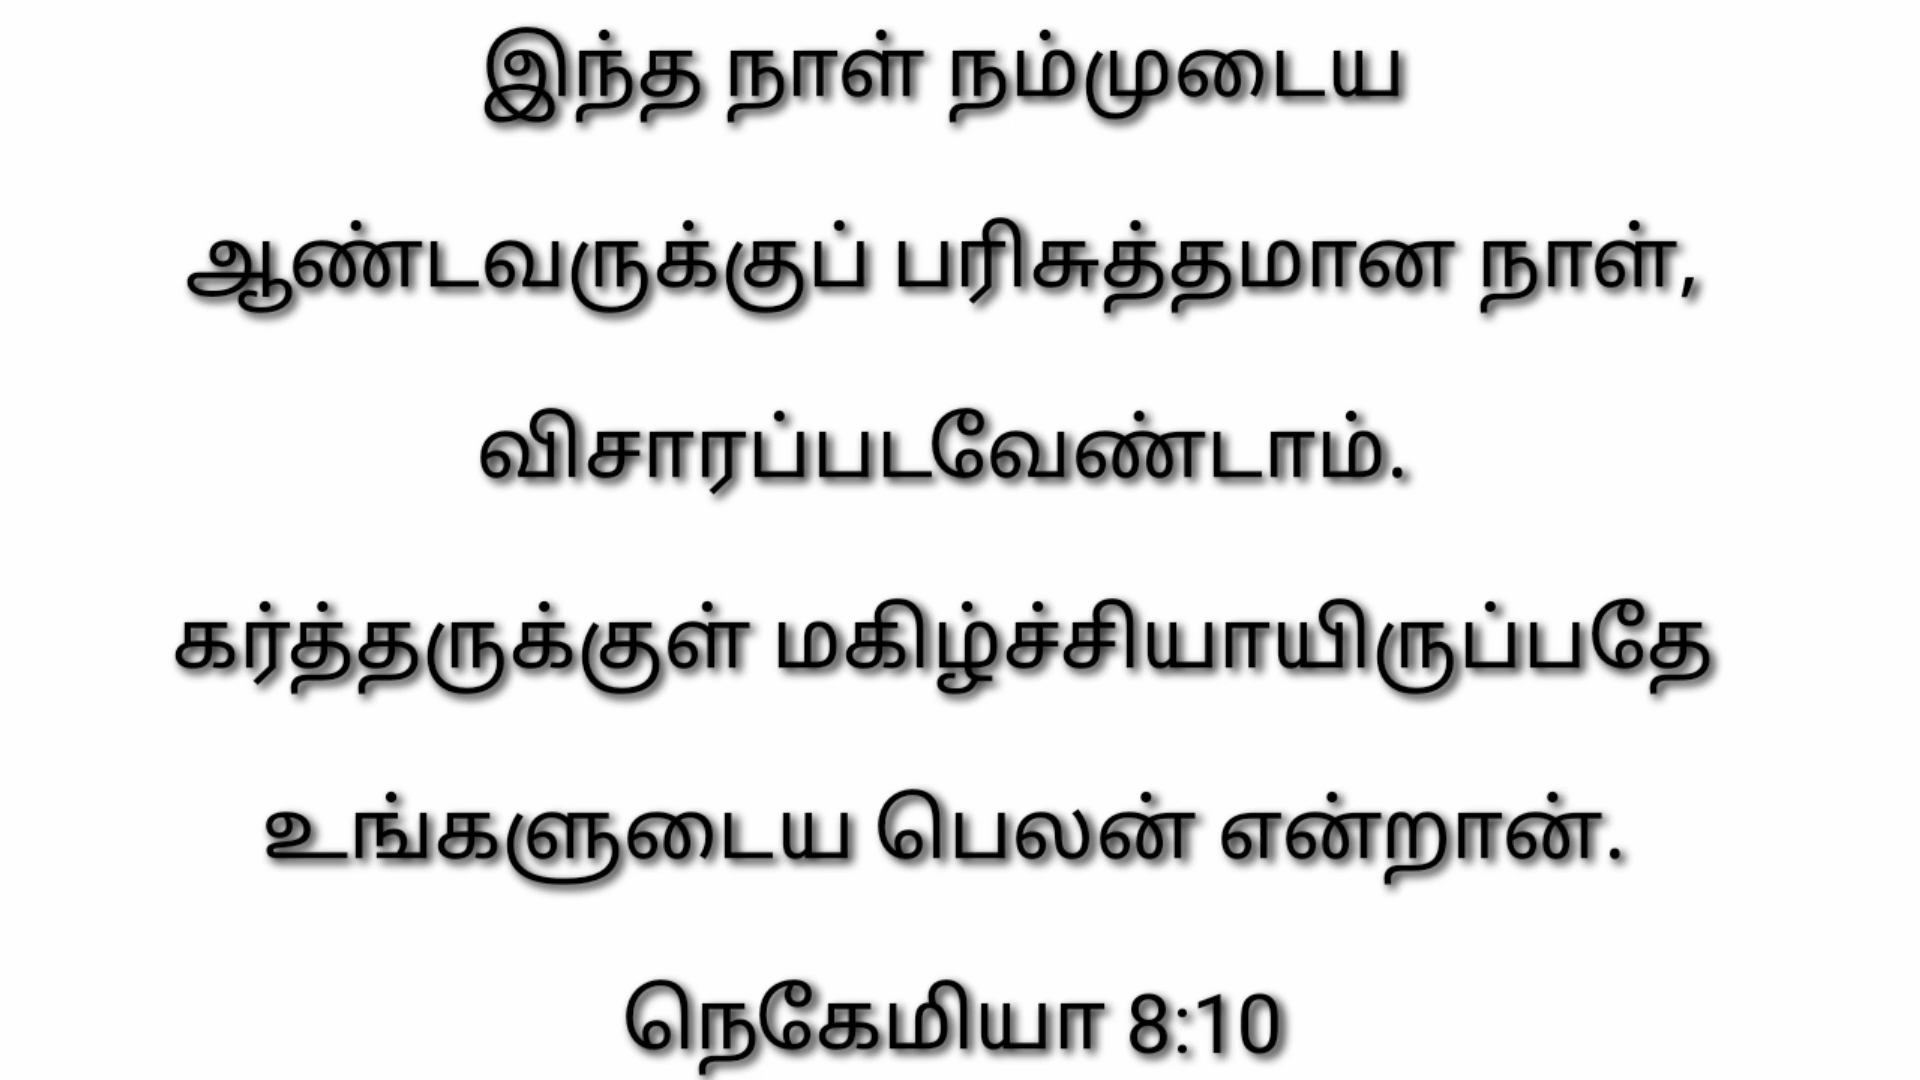 இந்த நாள் நம்முடைய
ஆண்டவருக்குப் பரிசுத்தமான நாள்,
விசாரப்படவேண்டாம்.
கர்த்தருக்குள் மகிழ்ச்சியாயிருப்பதே
உங்களுடைய பெலன் என்றான்.
நெகேமியா 8:10